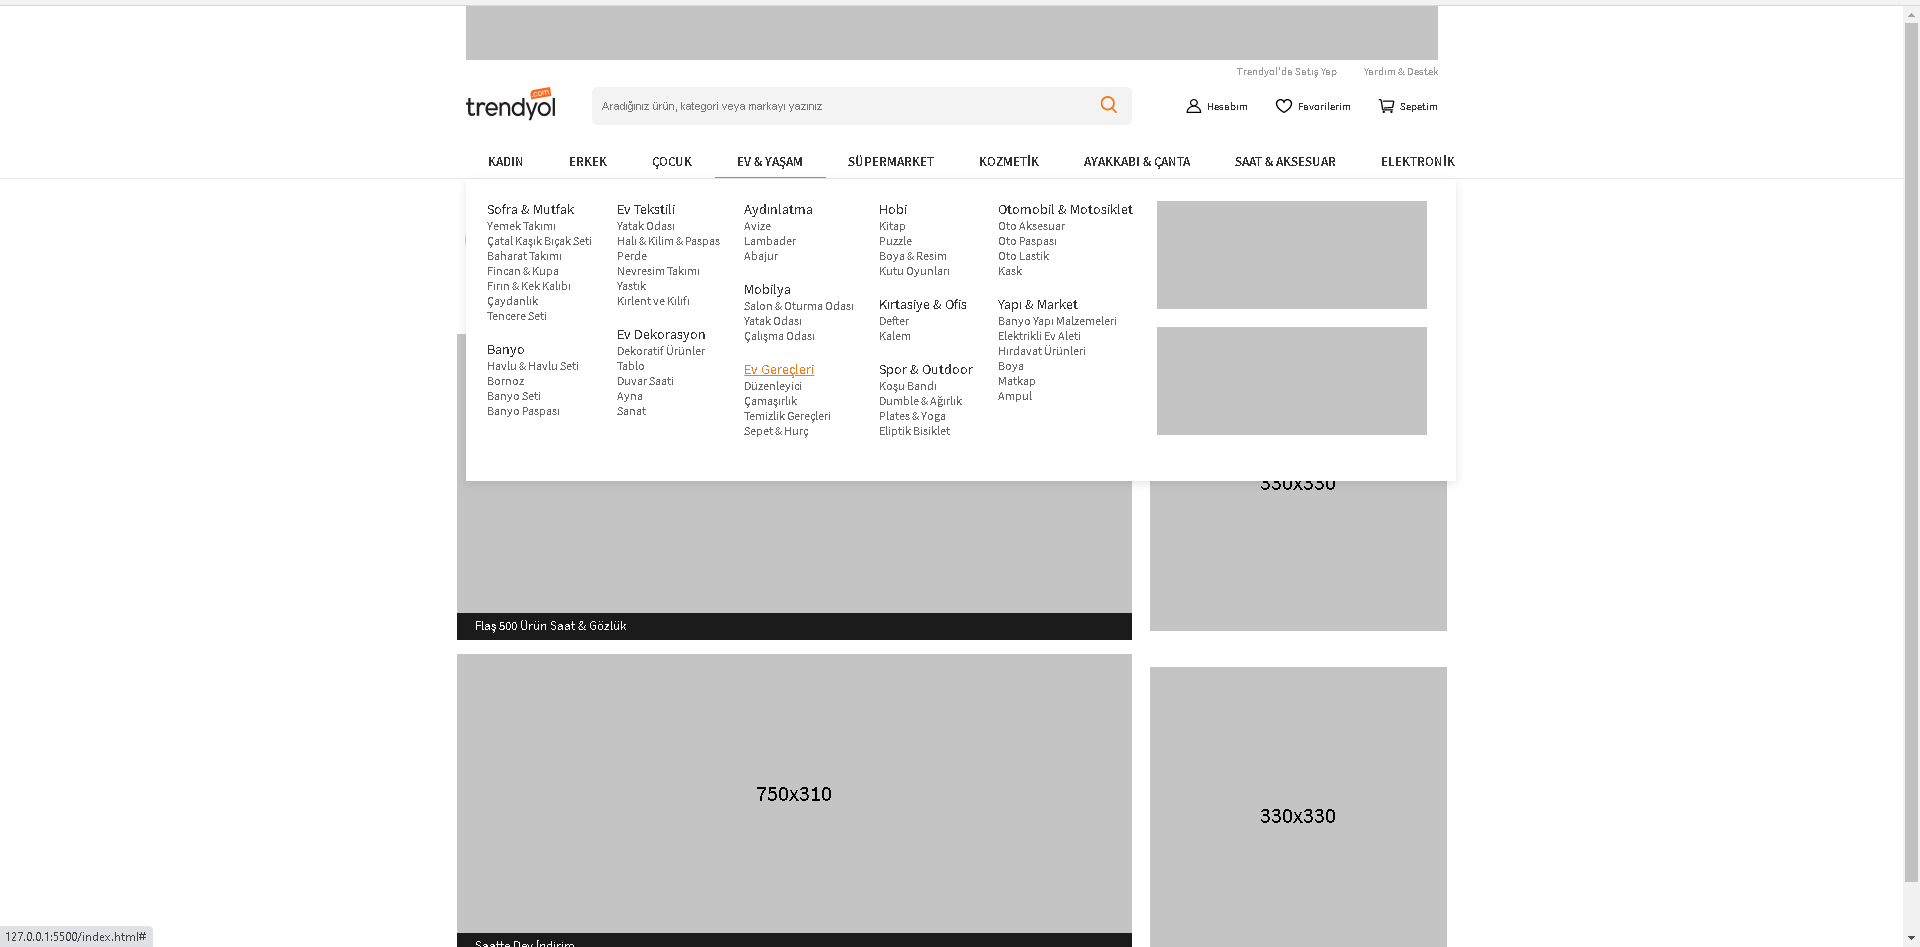 Trendyol'da Satış Yap
Yardım & Destek
trendyol
.com
Aradığınız ürün, kategori veya markayı yazınız
Hesabım
Favorilerim
Sepetim
KADIN
ERKEK
ÇOCUK
EV & YAŞAM
SÜPERMARKET
KOZMETİK
AYAKKABI & ÇANTA
SAAT & AKSESUAR
ELEKTRONİK
Sofra & Mutfak
Yemek Takımı
Çatal Kaşık Bıçak Seti
Baharat Takımı
Fincan & Kupa
Fırın & Kek Kalıbı
Çaydanlık
Tencere Seti
Banyo
Havlu & Havlu Seti
Bornoz
Banyo Seti
Banyo Paspası
Ev Tekstili
Yatak Odası
Halı & Kilim & Paspas
Perde
Nevresim Takımı
Yastık
Kırlent ve Kılıfı
Ev Dekorasyon
Dekoratif Ürünler
Tablo
Duvar Saati
Ayna
Sanat
Aydınlatma
Avize
Lambader
Abajur
Mobilya
Salon & Oturma Odası
Yatak Odası
Çalışma Odası
Ev Gereçleri
Düzenleyici
Çamaşırlık
Temizlik Gereçleri
Sepet & Hurç
Hobi
Kitap
Puzzle
Boya & Resim
Kutu Oyunları
Kırtasiye & Ofis
Defter
Kalem
Spor & Outdoor
Koşu Bandı
Dumble & Ağırlık
Plates & Yoga
Eliptik Bisiklet
Otomobil & Motosiklet
Oto Aksesuar
Oto Paspası
Oto Lastik
Kask
Yapı & Market
Banyo Yapı Malzemeleri
Elektrikli Ev Aleti
Hırdavat Ürünleri
Boya
Matkap
Ampul
330x330
Flaş 500 Ürün Saat & Gözlük
750x310
330x330
Saatte Dev İndirim
127.0.0.1:5500/index.html#